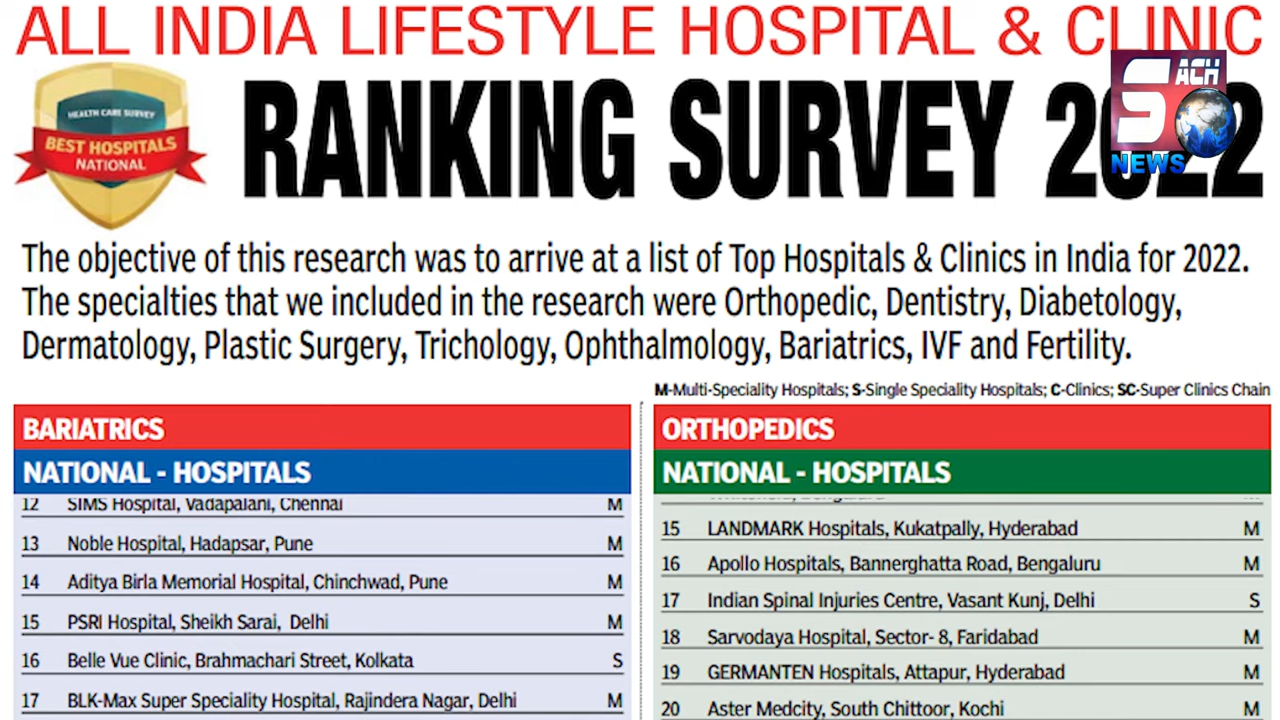 ALL INDIA LIFESTYLE HOSPITAL & CLINIC
RANKING SURVEY 2022
HEALTH CARE SURVEY
BEST HOSPITALS
NATIONAL
SACH
NEWS
The objective of this research was to arrive at a list of Top Hospitals & Clinics in India for 2022.
The specialties that we included in the research were Orthopedic, Dentistry, Diabetology,
Dermatology, Plastic Surgery, Trichology, Ophthalmology, Bariatrics, IVF and Fertility.
M-Multi-Speciality Hospitals; S-Single Speciality Hospitals; C-Clinics; SC-Super Clinics Chain
BARIATRICS
NATIONAL - HOSPITALS
12 SIMS Hospital, Vadapalani, Chennai M
13 Noble Hospital, Hadapsar, Pune M
14 Aditya Birla Memorial Hospital, Chinchwad, Pune M
15 PSRI Hospital, Sheikh Sarai, Delhi M
16 Belle Vue Clinic, Brahmachari Street, Kolkata S
17 BLK-Max Super Speciality Hospital, Rajindera Nagar, Delhi M
ORTHOPEDICS
NATIONAL - HOSPITALS
15 LANDMARK Hospitals, Kukatpally, Hyderabad M
16 Apollo Hospitals, Bannerghatta Road, Bengaluru M
17 Indian Spinal Injuries Centre, Vasant Kunj, Delhi S
18 Sarvodaya Hospital, Sector- 8, Faridabad M
19 GERMANTEN Hospitals, Attapur, Hyderabad M
20 Aster Medcity, South Chittoor, Kochi M